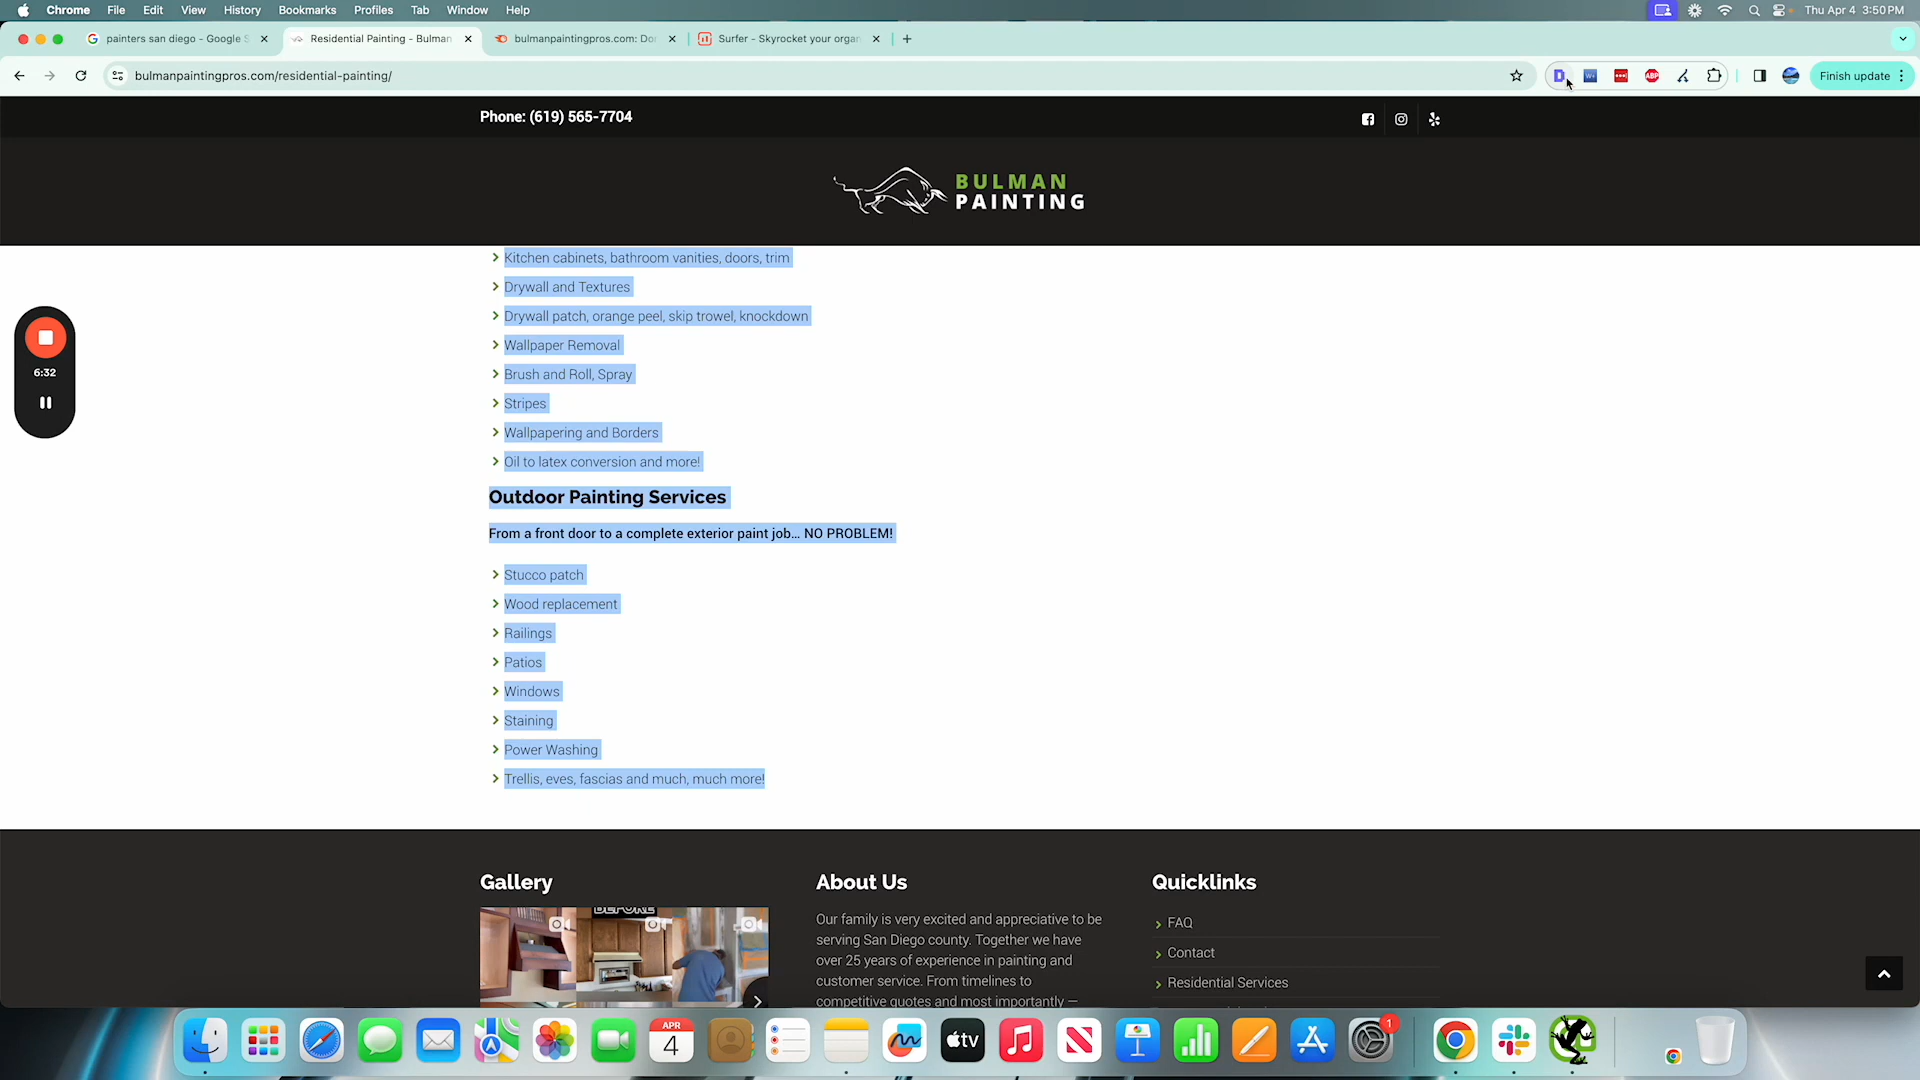 Chrome File Edit View History Bookmarks Profiles Tab Window Help Thu Apr 4 3:50 PM
painters san diego - Google S Residential Painting - Bulman bulmanpaintingpros.com: Do Surfer - Skyrocket your organ
bulmanpaintingpros.com/residential-painting/ D W+ ABP Finish update
Phone: (619) 565-7704
BULMAN
PAINTING
Kitchen cabinets, bathroom vanities, doors, trim
Drywall and Textures
Drywall patch, orange peel, skip trowel, knockdown
Wallpaper Removal
6:32
Brush and Roll, Spray
Stripes
Wallpapering and Borders
Oil to latex conversion and more!
Outdoor Painting Services
From a front door to a complete exterior paint job... NO PROBLEM!
Stucco patch
Wood replacement
Railings
Patios
Windows
Staining
Power Washing
Trellis, eves, fascias and much, much more!
Gallery
BEFORE
About Us
Our family is very excited and appreciative to be
serving San Diego county. Together we have
over 25 years of experience in painting and
customer service. From timelines to
competitive quotes and most importantly —
Quicklinks
FAQ
Contact
Residential Services
APR
4
tv
1